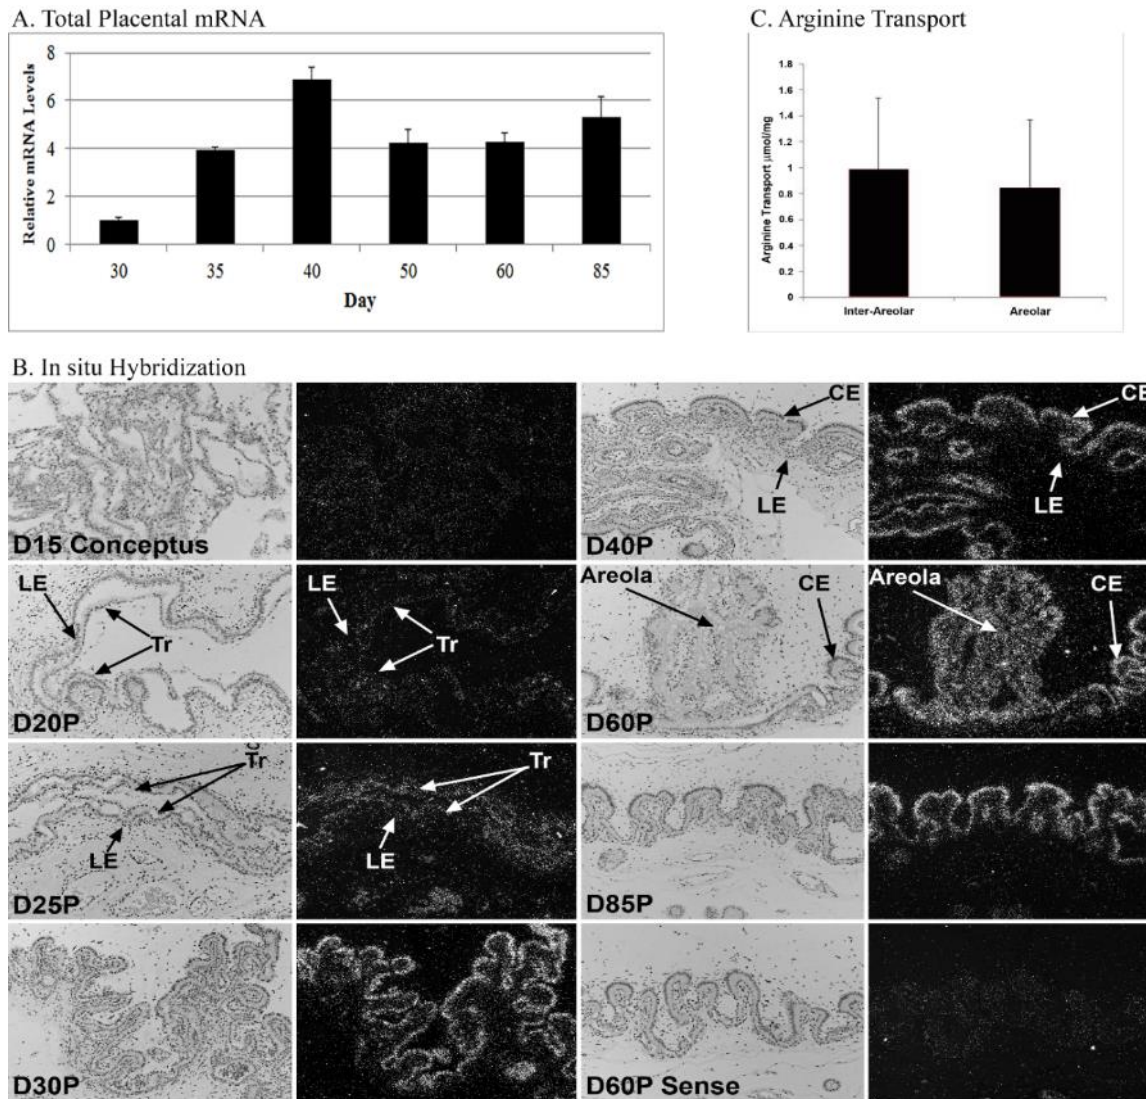 A. Total Placental mRNA
Relative mRNA Levels
8
6
4
2
0
30 35 40 50 60 85
Day
C. Arginine Transport
Arginine Transport µmol/mg
1.8
1.6
1.4
1.2
1
0.8
0.6
0.4
0.2
0
Inter-Areolar Areolar
B. In situ Hybridization
D15 Conceptus
CE
LE
D40P
CE
LE
LE
Tr
D20P
LE
Tr
Areola
CE
D60P
Areola
CE
Tr
LE
D25P
Tr
LE
D85P
D30P
D60P Sense